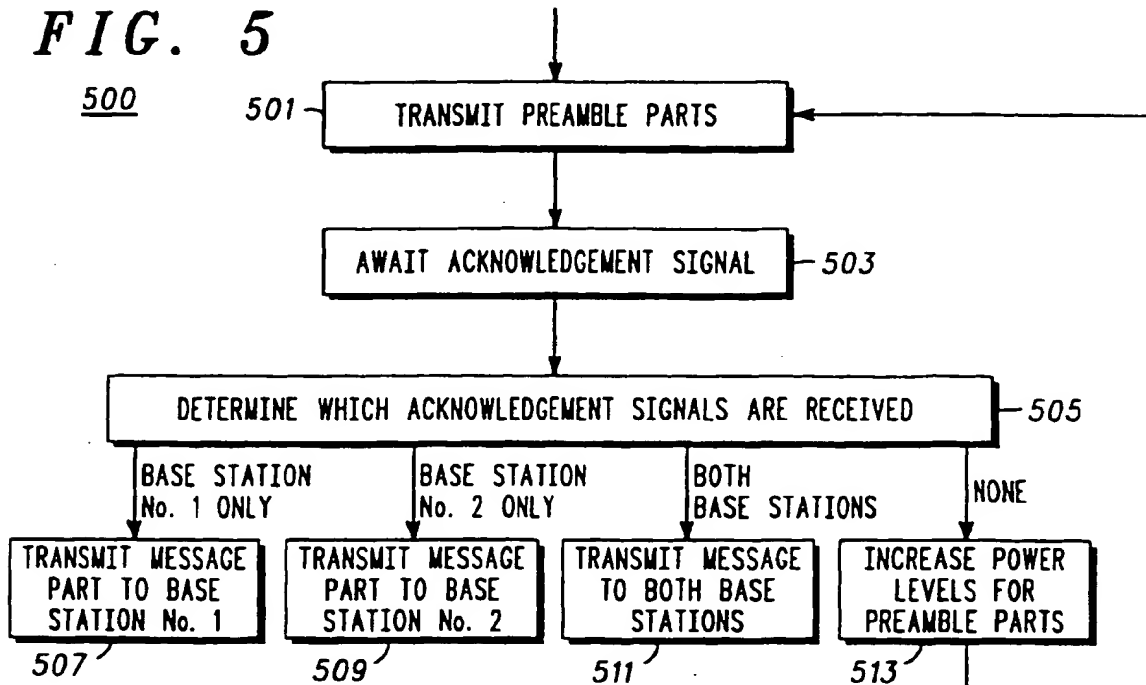 FIG. 5
500
501
TRANSMIT PREAMBLE PARTS
AWAIT ACKNOWLEDGEMENT SIGNAL
503
DETERMINE WHICH ACKNOWLEDGEMENT SIGNALS ARE RECEIVED
505
BASE STATION
No. 1 ONLY
BASE STATION
No. 2 ONLY
BOTH
BASE STATIONS
NONE
TRANSMIT MESSAGE
PART TO BASE
STATION No. 1
TRANSMIT MESSAGE
PART TO BASE
STATION No. 2
TRANSMIT MESSAGE
TO BOTH BASE
STATIONS
INCREASE POWER
LEVELS FOR
PREAMBLE PARTS
507
509
511
513